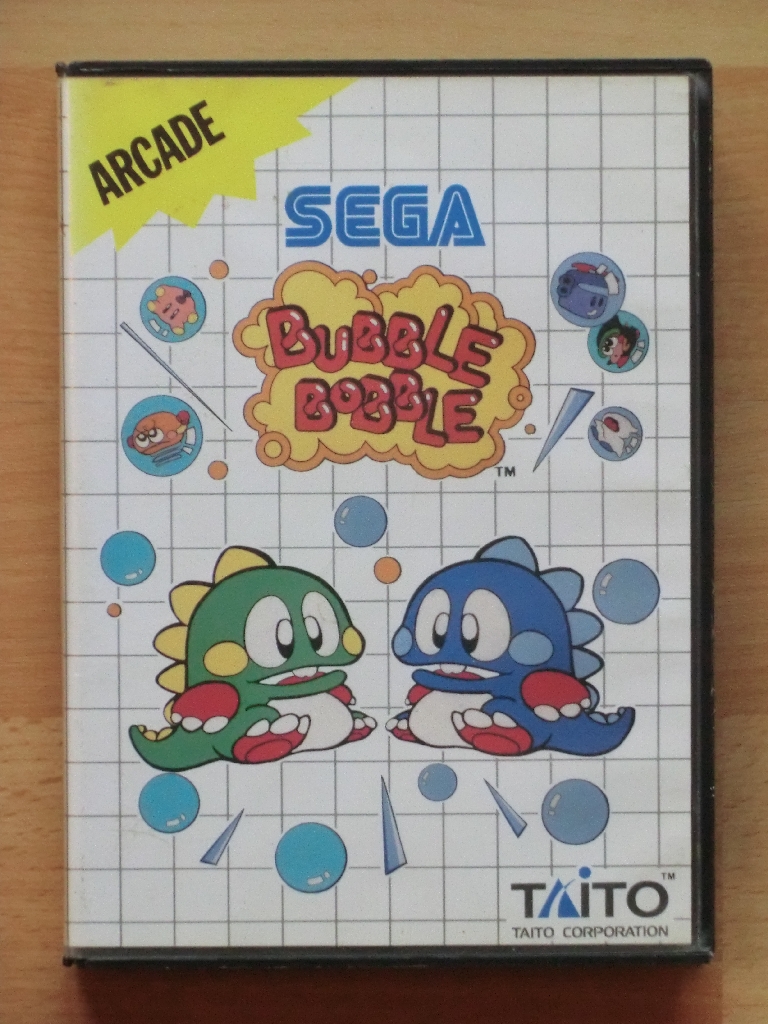 ARCADE
SEGA
BUBBLE
BOBBLE
TM
TAITO TM
TAITO CORPORATION